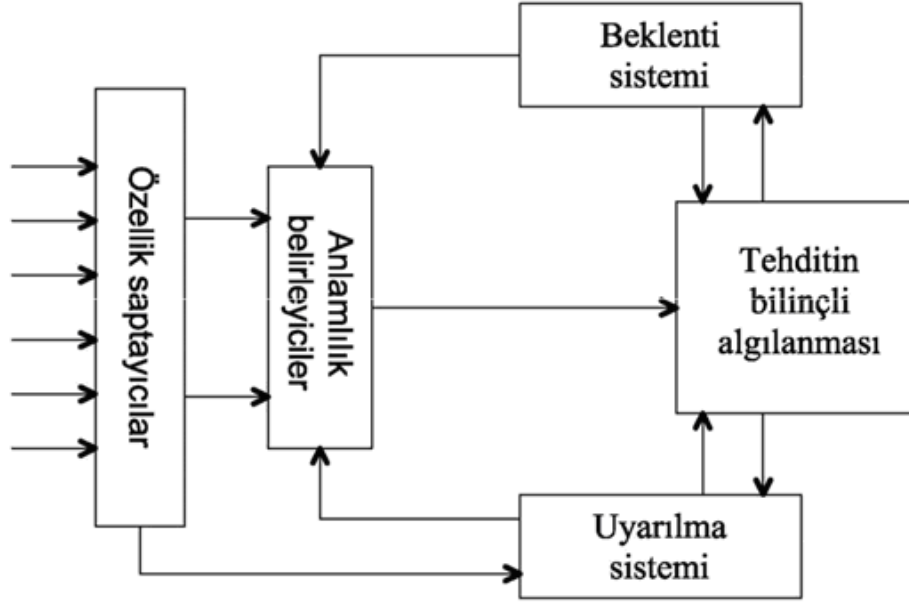 Özellik saptayıcılar
Anlamlılık
belirleyiciler
Beklenti
sistemi
Tehditin
bilinçli
algılanması
Uyarılma
sistemi